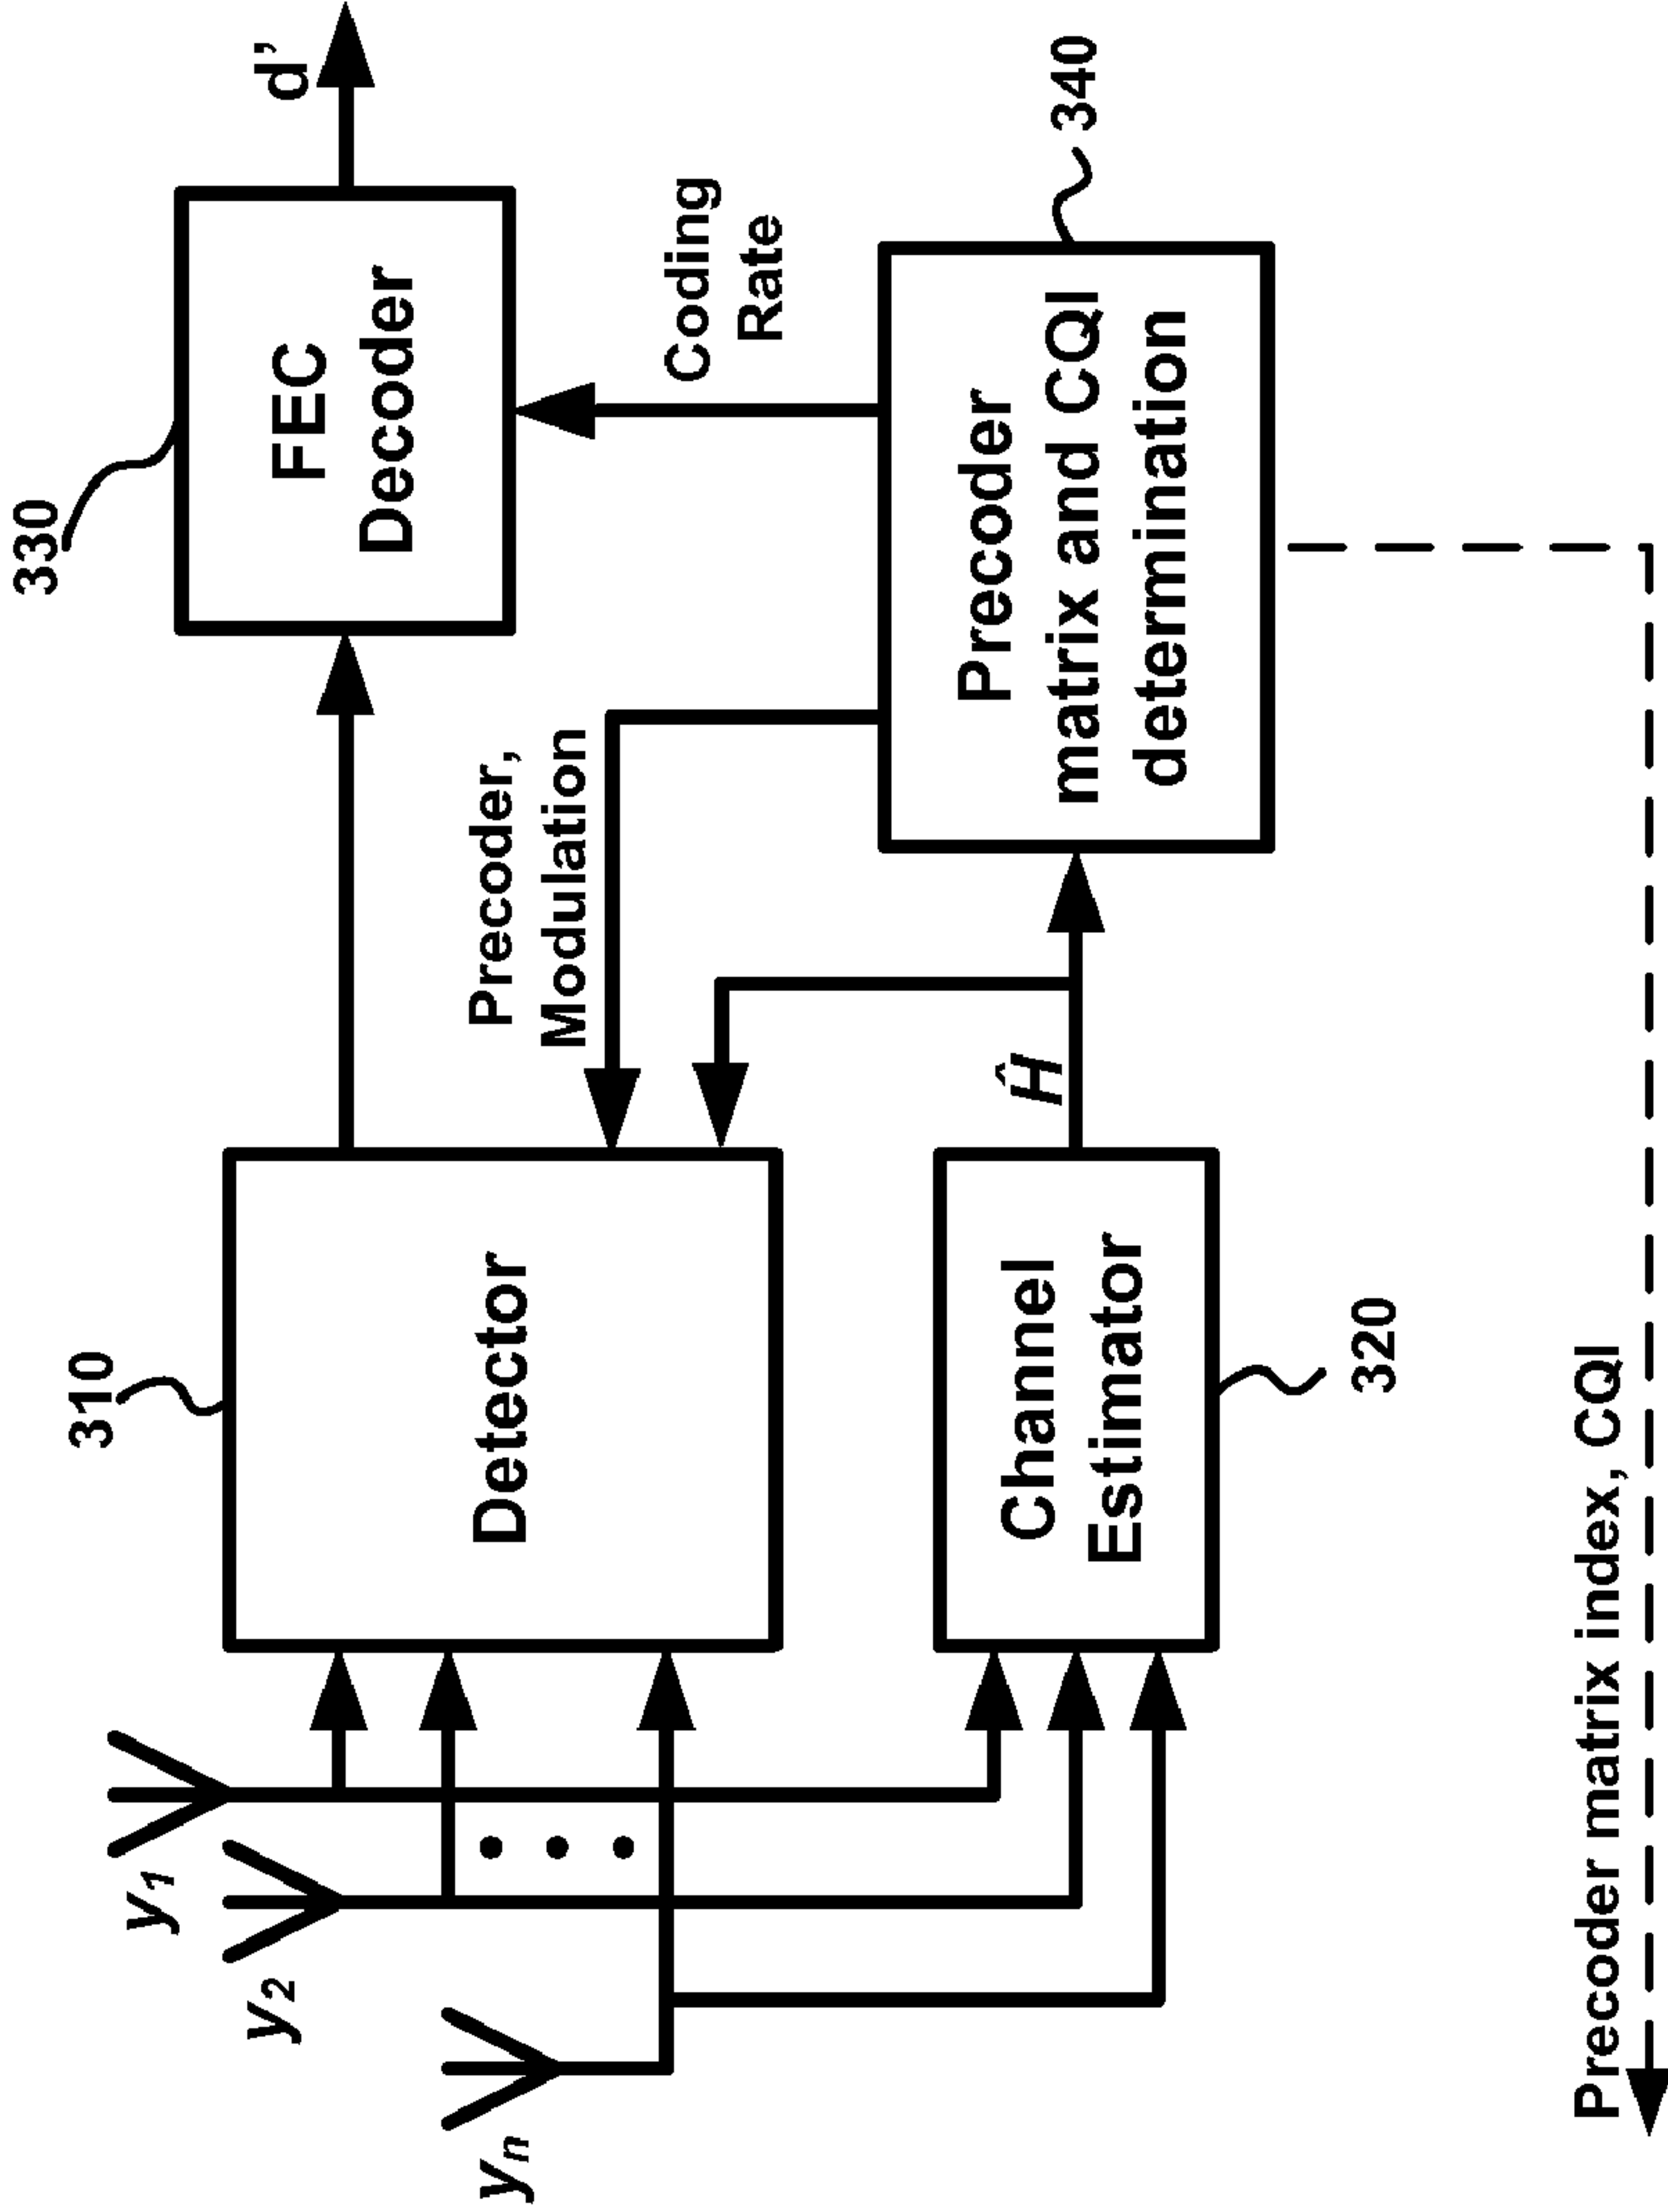 y1
y2
yn
310
Detector
Channel
Estimator
320
Ĥ
Precoder,
Modulation
330
FEC
Decoder
d’
Coding
Rate
Precoder
matrix and CQI
determination
340
Precoder matrix index, CQI